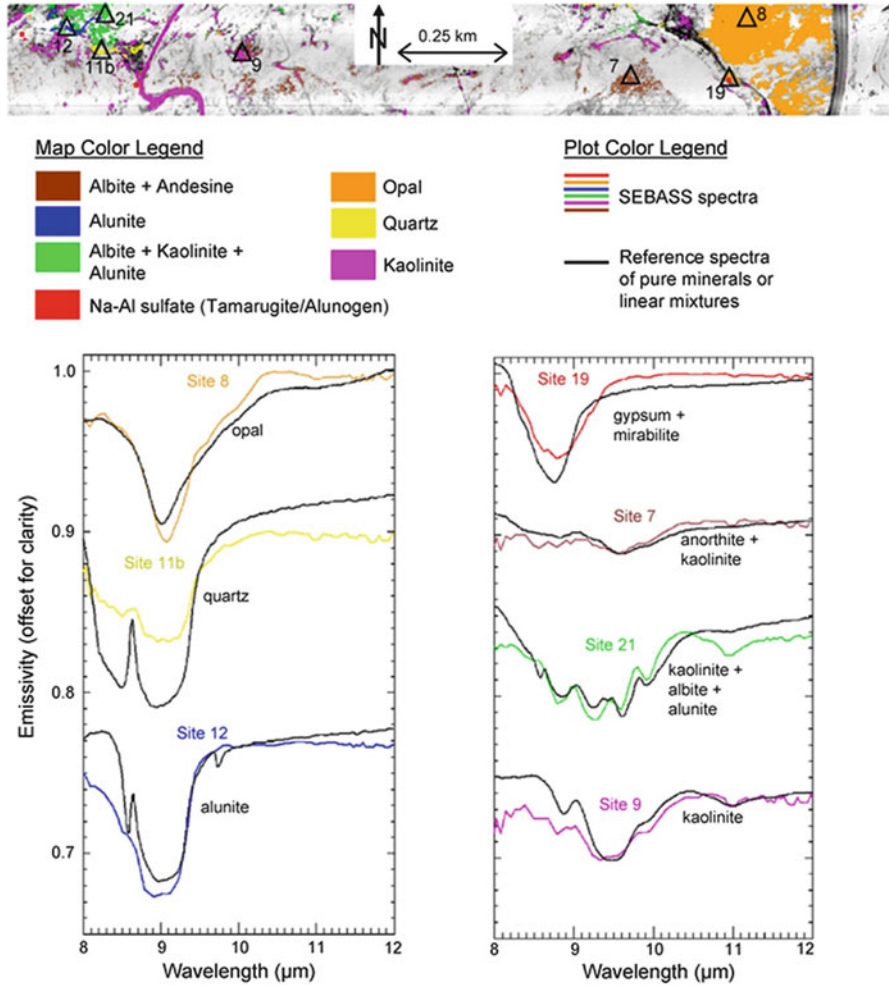 21
2
11b
9
N
0.25 km
7
8
19
Map Color Legend
Albite + Andesine
Alunite
Albite + Kaolinite +
Alunite
Na-Al sulfate (Tamarugite/Alunogen)
Opal
Quartz
Kaolinite
Plot Color Legend
SEBASS spectra
Reference spectra
of pure minerals or
linear mixtures
Emissivity (offset for clarity)
1.0
0.9
0.8
0.7
Site 8
opal
Site 11b
quartz
Site 12
alunite
8 9 10 11 12
Wavelength (µm)
Site 19
gypsum +
mirabilite
Site 7
anorthite +
kaolinite
Site 21
kaolinite +
albite +
alunite
Site 9
kaolinite
8 9 10 11 12
Wavelength (µm)